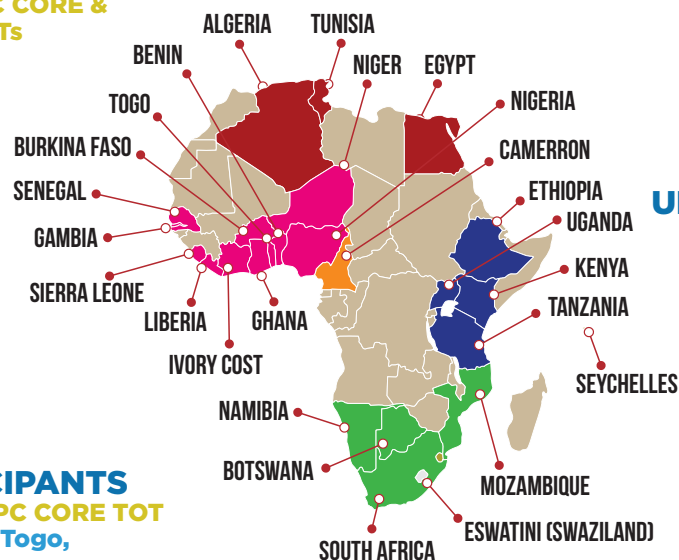 C CORE &
Ts
ALGERIA
TUNISIA
BENIN
NIGER
EGYPT
TOGO
NIGERIA
BURKINA FASO
CAMERRON
SENEGAL
ETHIOPIA
UGANDA
GAMBIA
KENYA
SIERRA LEONE
TANZANIA
LIBERIA
GHANA
IVORY COST
SEYCHELLES
NAMIBIA
BOTSWANA
MOZAMBIQUE
CIPANTS
PC CORE TOT
Togo,
ESWATINI (SWAZILAND)
SOUTH AFRICA